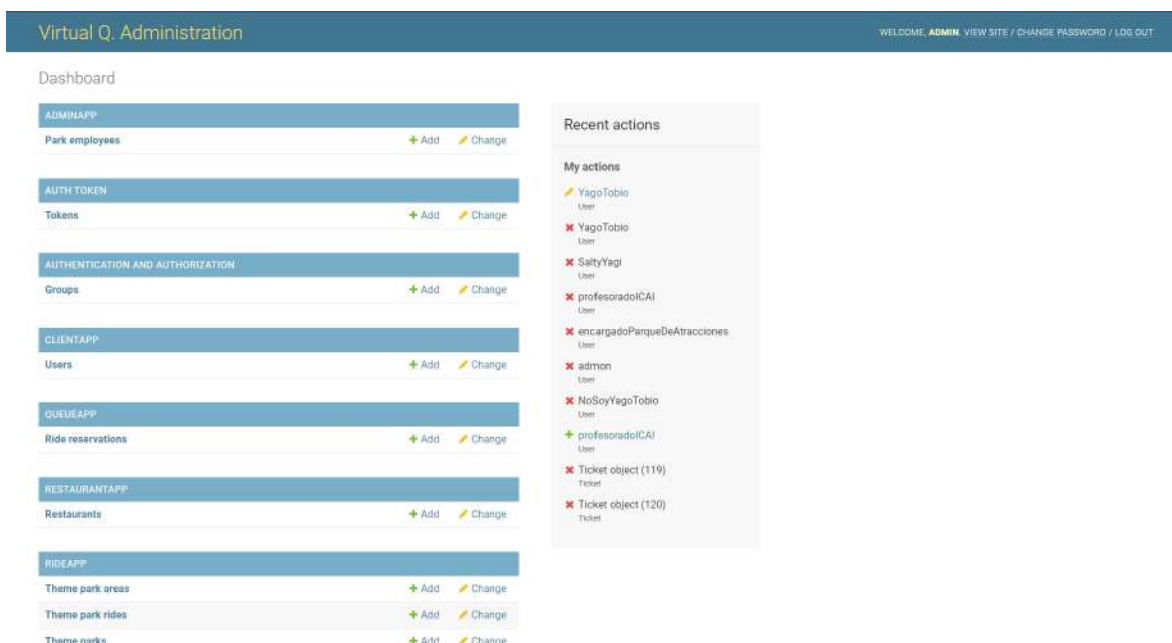 Virtual Q. Administration
WELCOME, ADMIN. VIEW SITE / CHANGE PASSWORD / LOG OUT
Dashboard
ADMINAPP
Park employees Add Change
AUTH TOKEN
Tokens Add Change
AUTHENTICATION AND AUTHORIZATION
Groups Add Change
CLIENTAPP
Users Add Change
QUEUEAPP
Ride reservations Add Change
RESTAURANTAPP
Restaurants Add Change
RIDEAPP
Theme park areas Add Change
Theme park rides Add Change
Theme parks Add Change
Recent actions
My actions
YagoTobio
User
YagoTobio
User
SaltyYagi
User
profesoradoICAI
User
encargadoParqueDeAtracciones
User
admon
User
NoSoyYagoTobio
User
profesoradoICAI
User
Ticket object (119)
Ticket
Ticket object (120)
Ticket